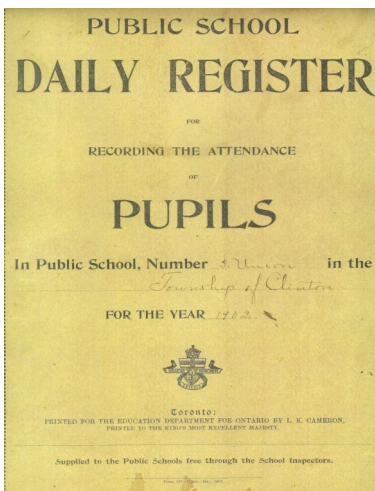 PUBLIC SCHOOL
DAILY REGISTER
FOR
RECORDING THE ATTENDANCE
OF
PUPILS
In Public School, Number 2 Union in the
Township of Clinton
FOR THE YEAR 1902
Toronto:
PRINTED FOR THE EDUCATION DEPARTMENT FOR ONTARIO BY L. K. CAMERON,
PRINTER TO THE KING'S MOST EXCELLENT MAJESTY.
Supplied to the Public Schools free through the School Inspectors.